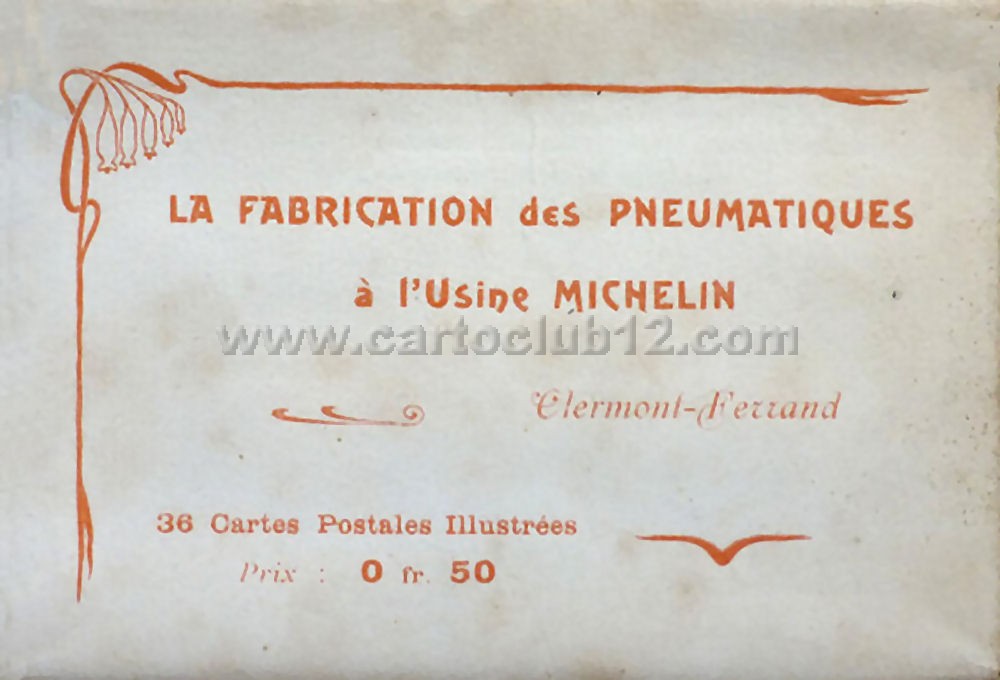 LA FABRICATION des PNEUMATIQUES
à l'Usine MICHELIN
www.cartoclub12.com
Clermont-Ferrand
36 Cartes Postales Illustrées
Prix : 0 fr. 50